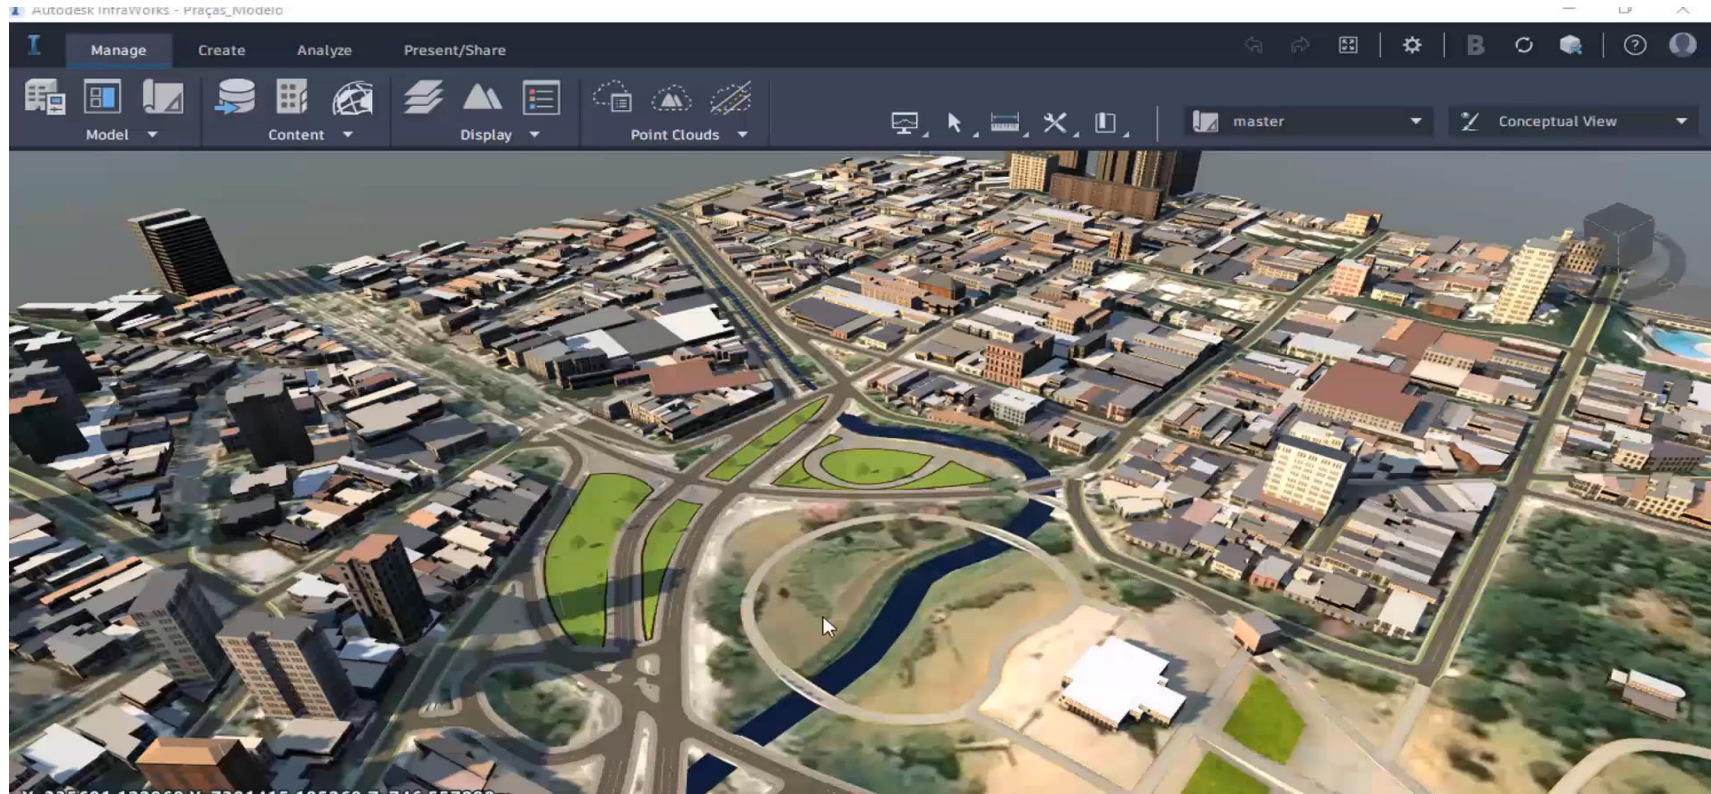 Autodesk InfraWorks - Praças_Modelo
Manage Create Analyze Present/Share
B
Model Content Display Point Clouds
master Conceptual View